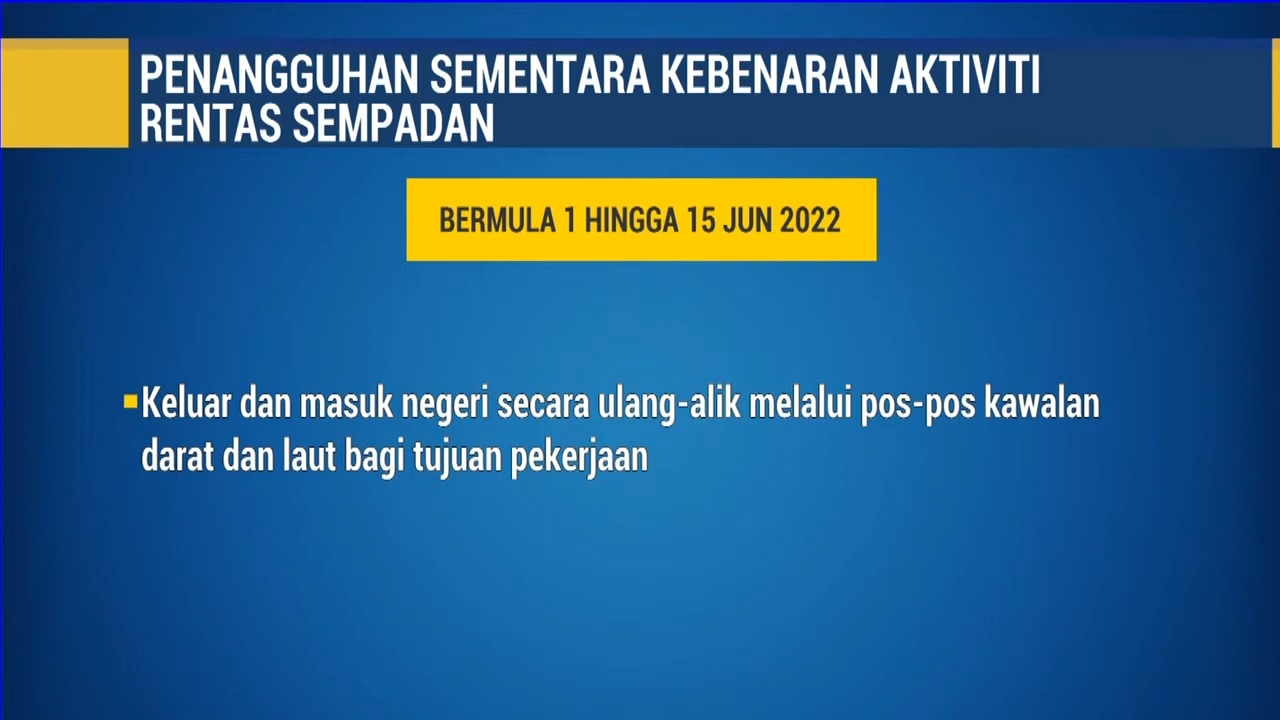 PENANGGUHAN SEMENTARA KEBENARAN AKTIVITI
RENTAS SEMPADAN
BERMULA 1 HINGGA 15 JUN 2022
Keluar dan masuk negeri secara ulang-alik melalui pos-pos kawalan
darat dan laut bagi tujuan pekerjaan